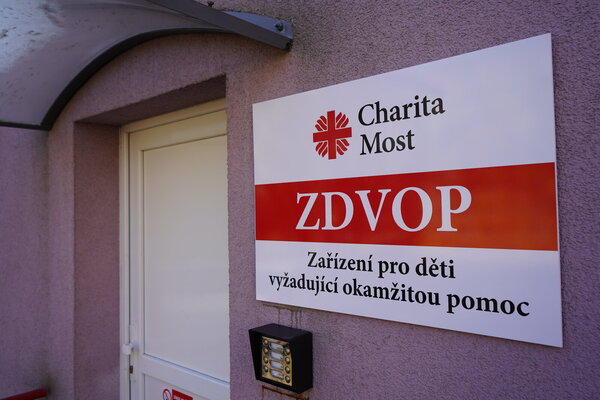 Charita
Most
ZDVOP
Zařízení pro děti
vyžadující okamžitou pomoc